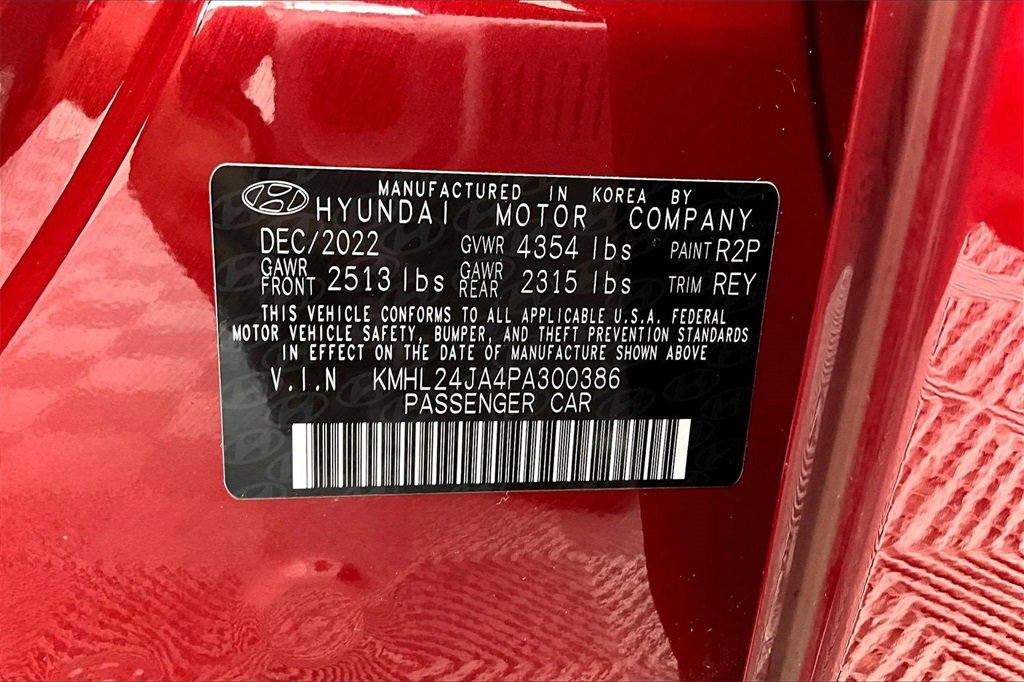 MANUFACTURED IN KOREA BY
HYUNDAI MOTOR COMPANY
DEC/2022 GVWR 4354 lbs PAINT R2P
GAWR FRONT 2513 lbs GAWR REAR 2315 lbs TRIM REY
THIS VEHICLE CONFORMS TO ALL APPLICABLE U.S.A. FEDERAL
MOTOR VEHICLE SAFETY, BUMPER, AND THEFT PREVENTION STANDARDS
IN EFFECT ON THE DATE OF MANUFACTURE SHOWN ABOVE
V.I.N KMHL24JA4PA300386
PASSENGER CAR